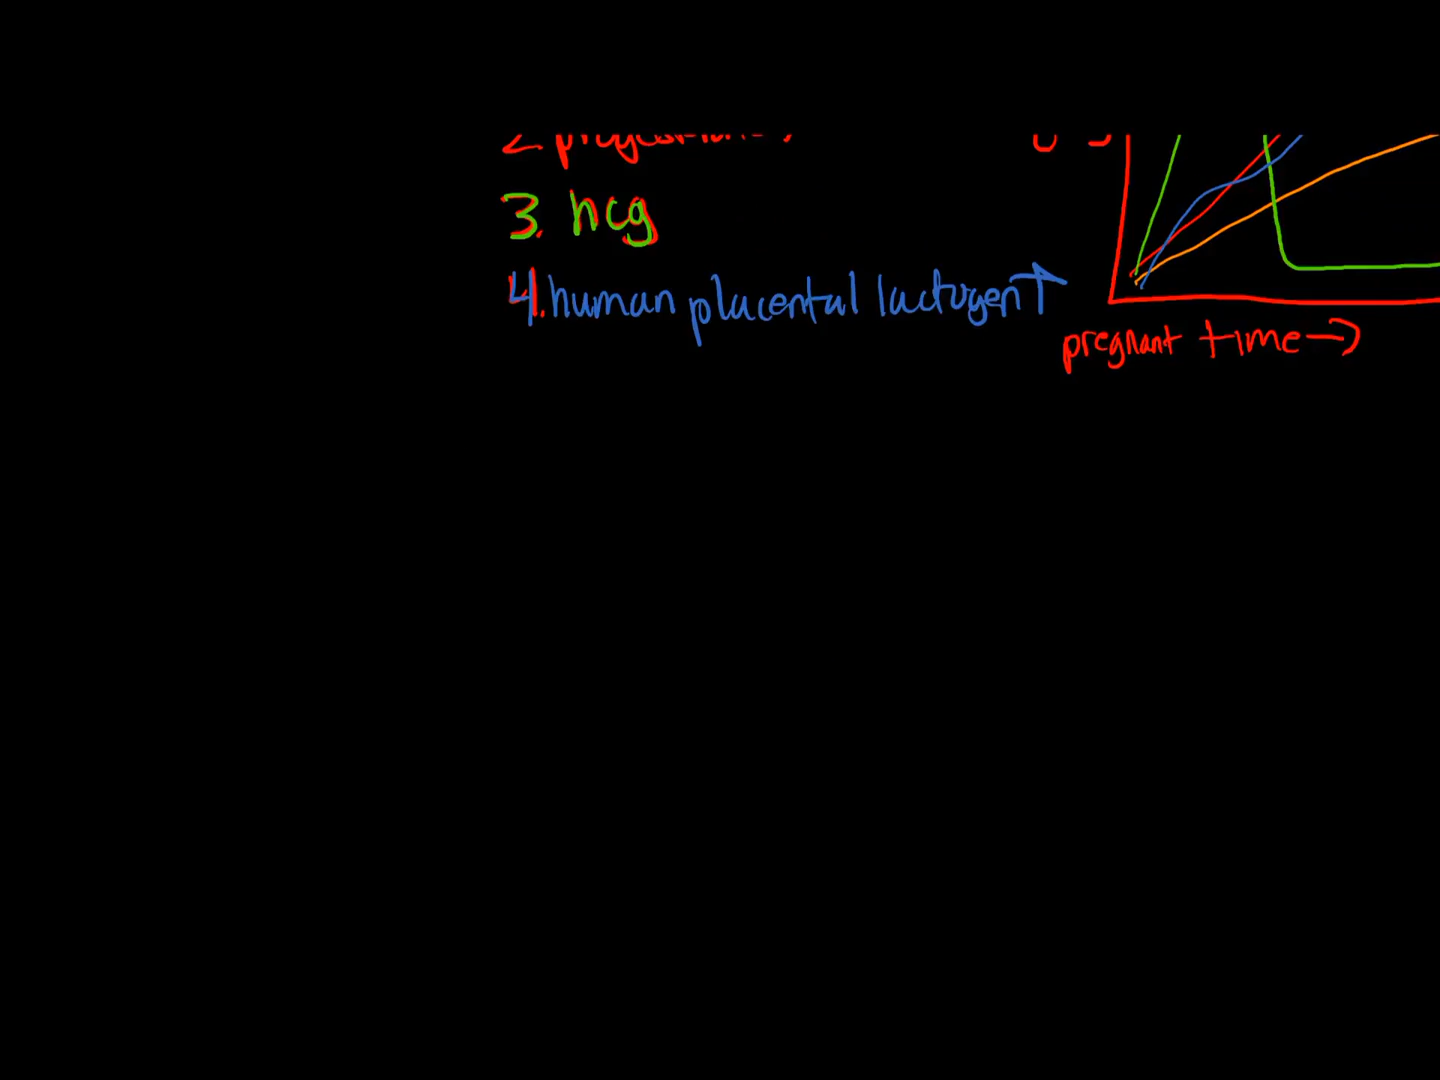 3. hcg
4. human placental lactogen ↑
pregnant time →